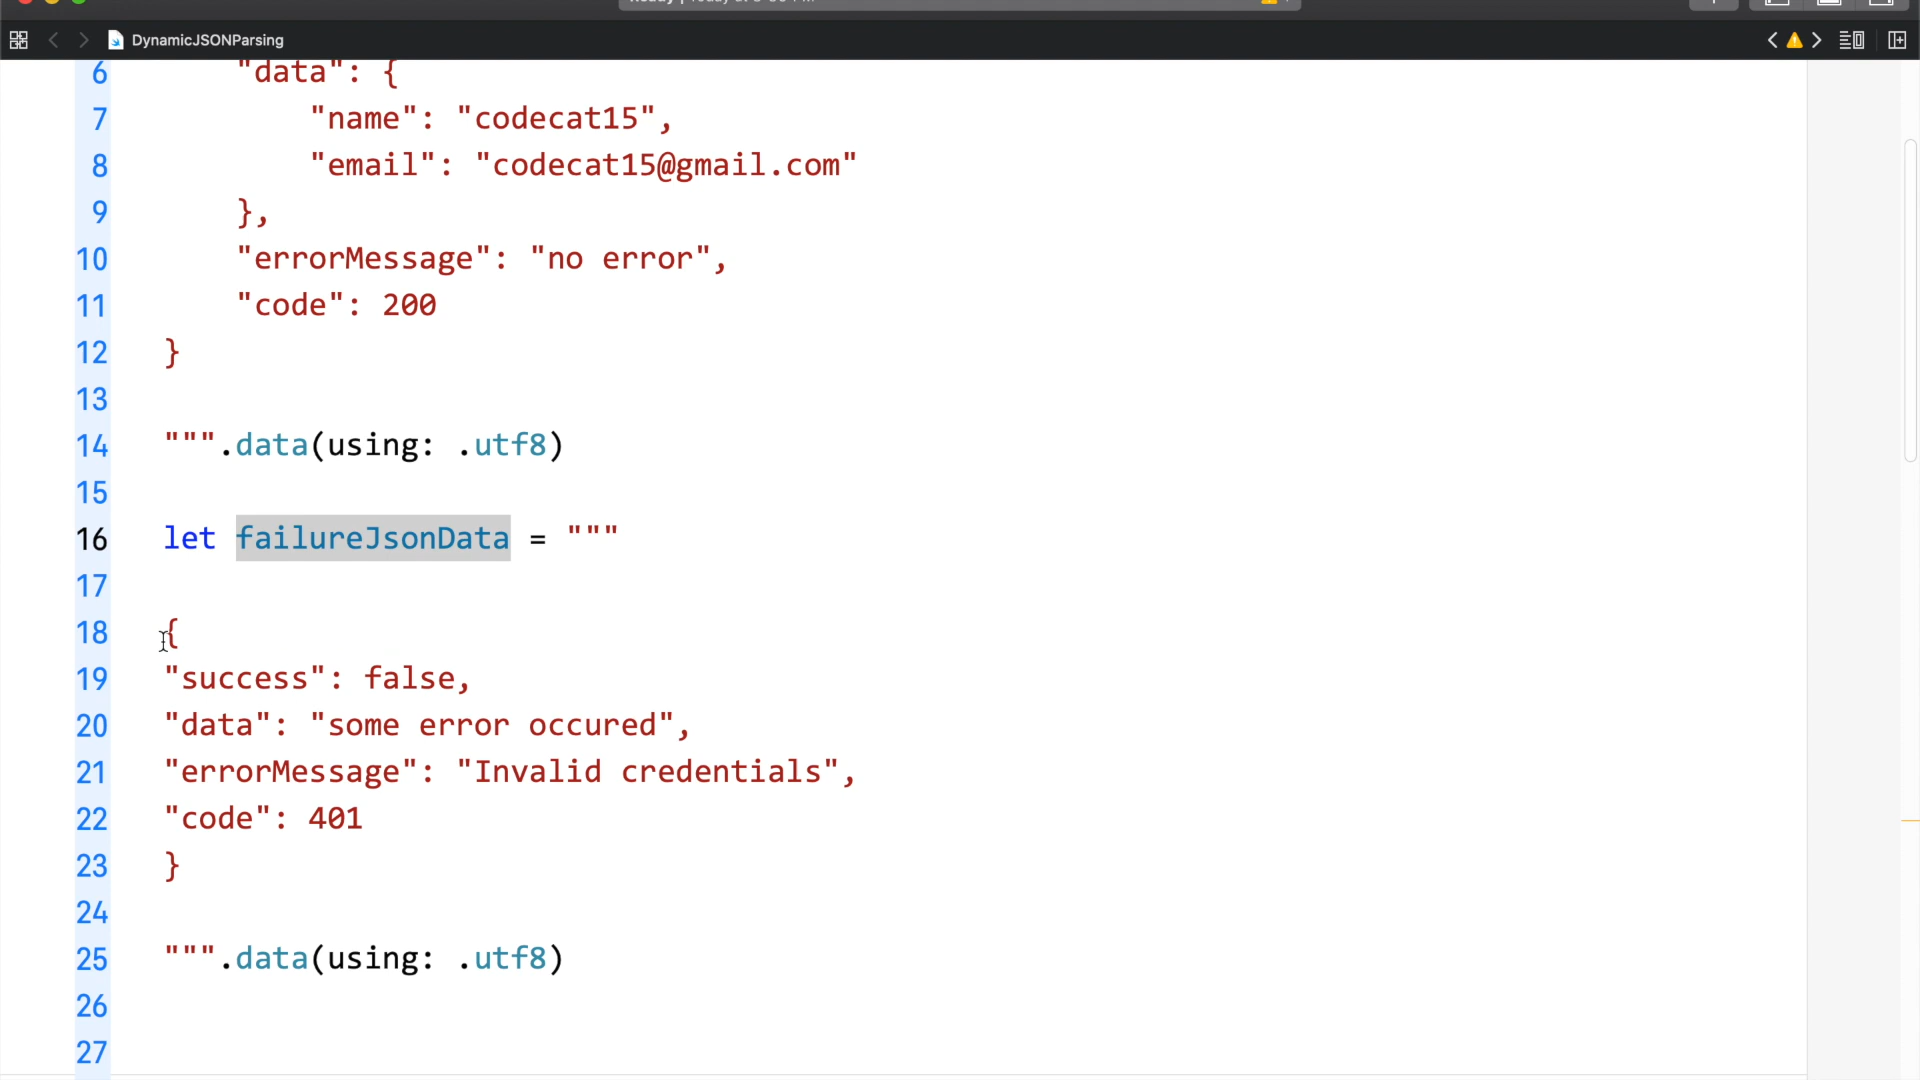 DynamicJSONParsing
6 "data": {
7 "name": "codecat15",
8 "email": "codecat15@gmail.com"
9 },
10 "errorMessage": "no error",
11 "code": 200
12 }
13
14 """.data(using: .utf8)
15
16 let failureJsonData = """
17
18 {
19 "success": false,
20 "data": "some error occured",
21 "errorMessage": "Invalid credentials",
22 "code": 401
23 }
24
25 """.data(using: .utf8)
26
27